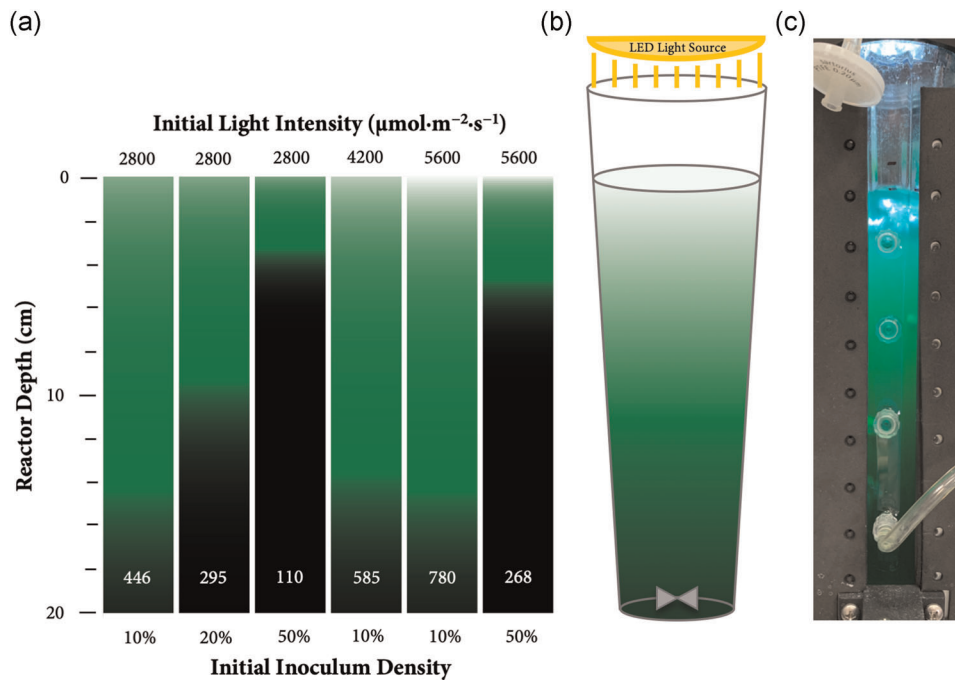 (a)
(b)
(c)
LED Light Source
Initial Light Intensity (µmol·m⁻²·s⁻¹)
2800 2800 2800 4200 5600 5600
0
10
20
Reactor Depth (cm)
446 295 110 585 780 268
10% 20% 50% 10% 10% 50%
Initial Inoculum Density